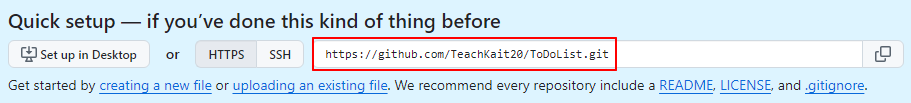 Quick setup — if you've done this kind of thing before
Set up in Desktop or HTTPS SSH https://github.com/TeachKait20/ToDoList.git
Get started by creating a new file or uploading an existing file. We recommend every repository include a README, LICENSE, and .gitignore.